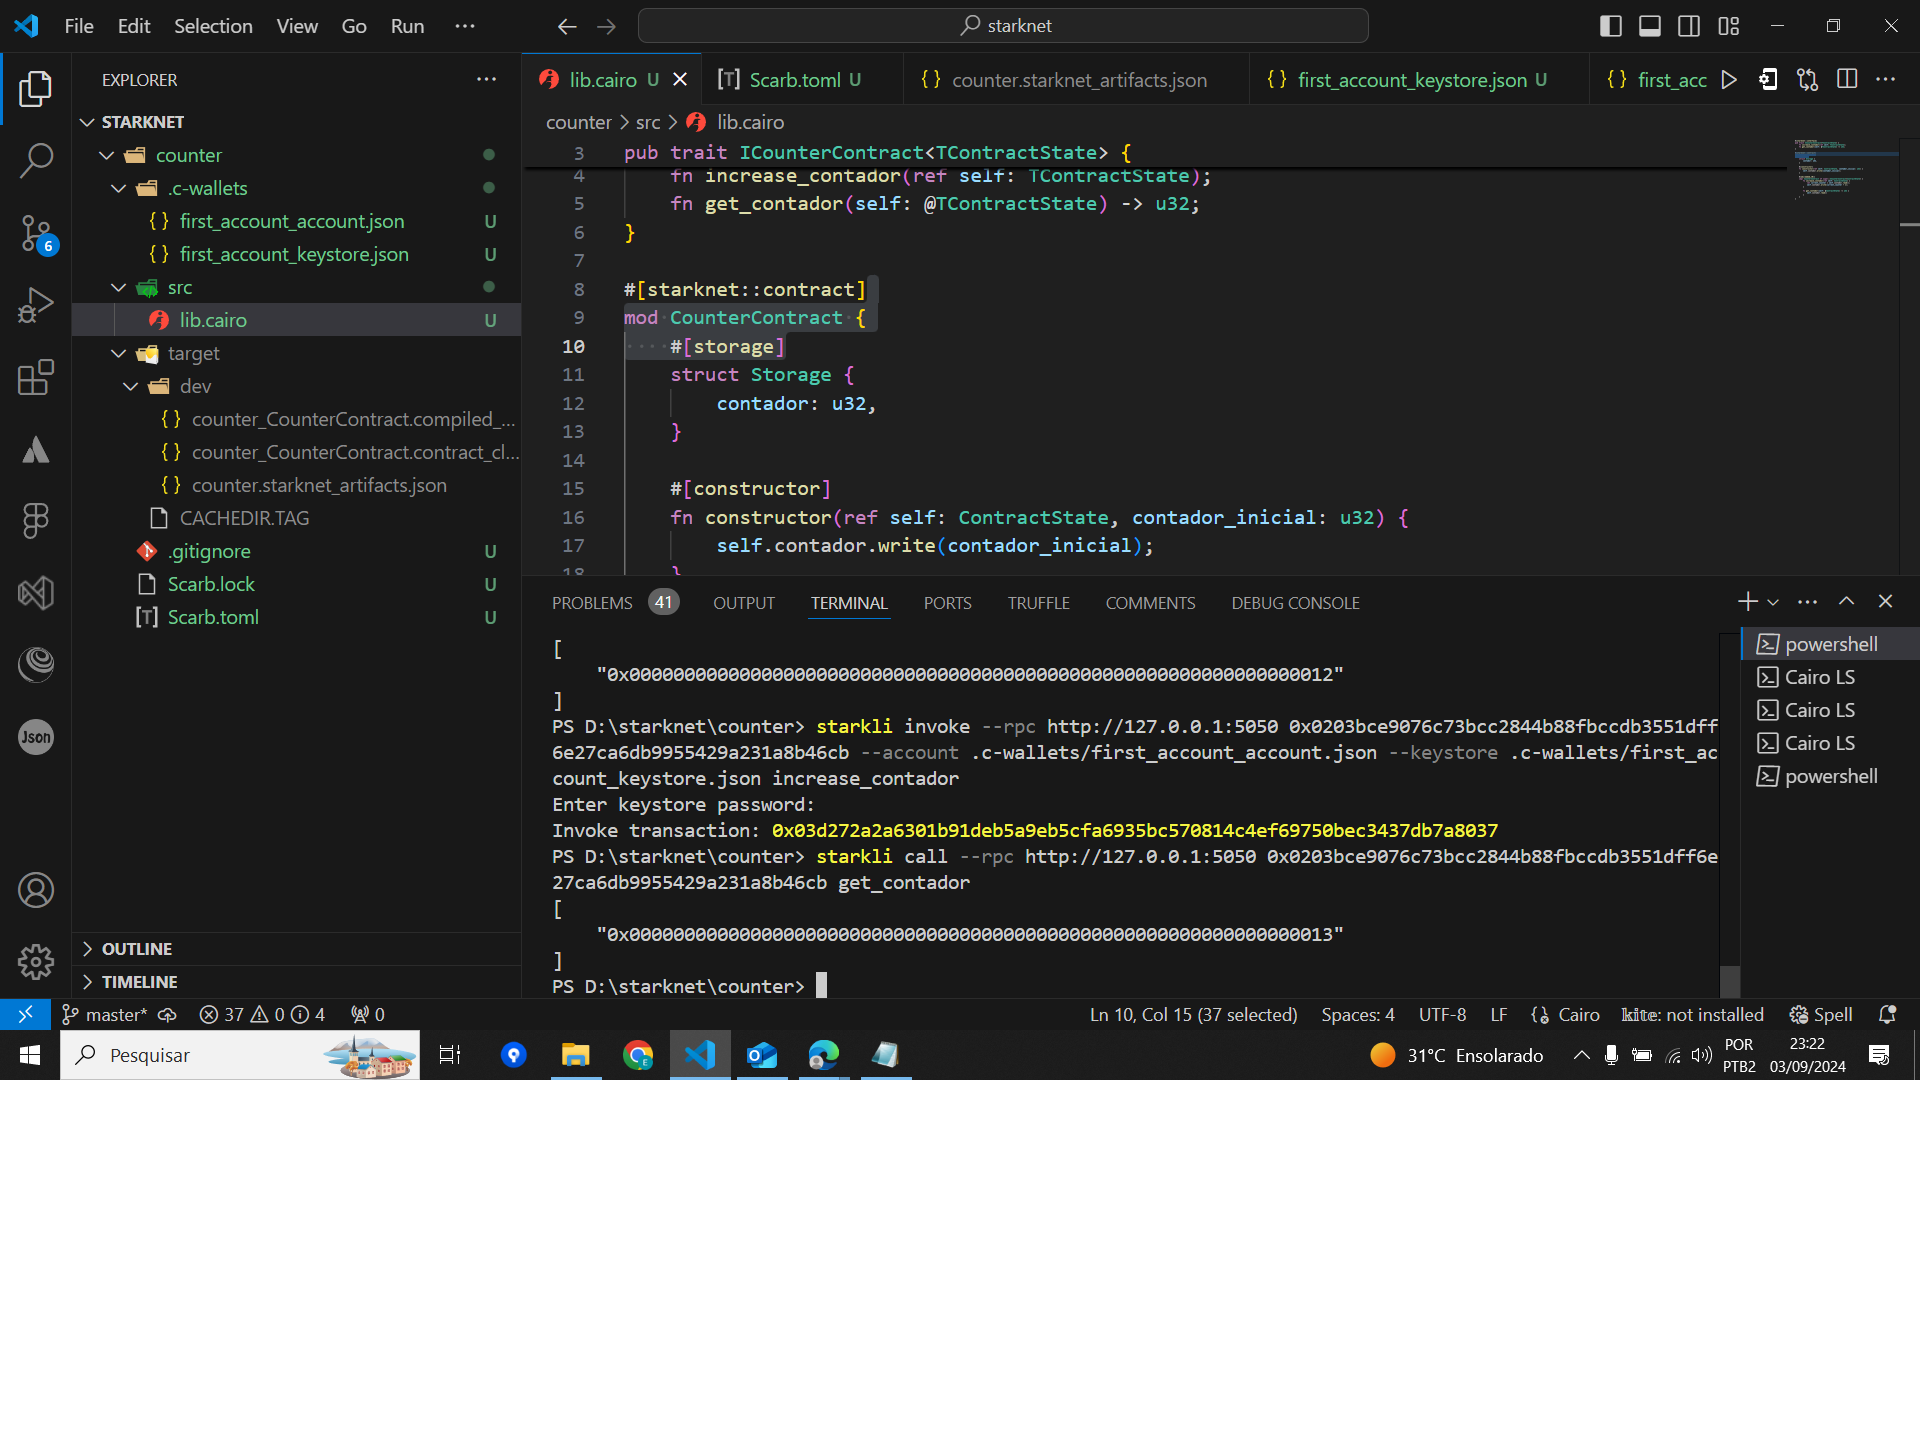 File Edit Selection View Go Run ···
starknet
EXPLORER
STARKNET
counter
.c-wallets
first_account_account.json U
first_account_keystore.json U
src
lib.cairo U
target
dev
counter_CounterContract.compiled_...
counter_CounterContract.contract_cl...
counter.starknet_artifacts.json
CACHEDIR.TAG
.gitignore U
Scarb.lock U
Scarb.toml U
OUTLINE
TIMELINE
6
Json
lib.cairo U
Scarb.toml U
counter.starknet_artifacts.json
first_account_keystore.json U
first_acc
counter > src > lib.cairo
3 pub trait ICounterContract<TContractState> {
4 fn increase_contador(ref self: TContractState);
5 fn get_contador(self: @TContractState) -> u32;
6 }
7
8 #[starknet::contract]
9 mod CounterContract {
10 #[storage]
11 struct Storage {
12 contador: u32,
13 }
14
15 #[constructor]
16 fn constructor(ref self: ContractState, contador_inicial: u32) {
17 self.contador.write(contador_inicial);
18 }
PROBLEMS 41 OUTPUT TERMINAL PORTS TRUFFLE COMMENTS DEBUG CONSOLE
[
"0x0000000000000000000000000000000000000000000000000000000000000012"
]
PS D:\starknet\counter> starkli invoke --rpc http://127.0.0.1:5050 0x0203bce9076c73bcc2844b88fbccdb3551dff
6e27ca6db9955429a231a8b46cb --account .c-wallets/first_account_account.json --keystore .c-wallets/first_ac
count_keystore.json increase_contador
Enter keystore password:
Invoke transaction: 0x03d272a2a6301b91deb5a9eb5cfa6935bc570814c4ef69750bec3437db7a8037
PS D:\starknet\counter> starkli call --rpc http://127.0.0.1:5050 0x0203bce9076c73bcc2844b88fbccdb3551dff6e
27ca6db9955429a231a8b46cb get_contador
[
"0x0000000000000000000000000000000000000000000000000000000000000013"
]
PS D:\starknet\counter>
powershell
Cairo LS
Cairo LS
Cairo LS
powershell
master* 37 0 4 0
Ln 10, Col 15 (37 selected) Spaces: 4 UTF-8 LF Cairo kite: not installed Spell
Pesquisar
31°C Ensolarado
POR
PTB2
23:22
03/09/2024